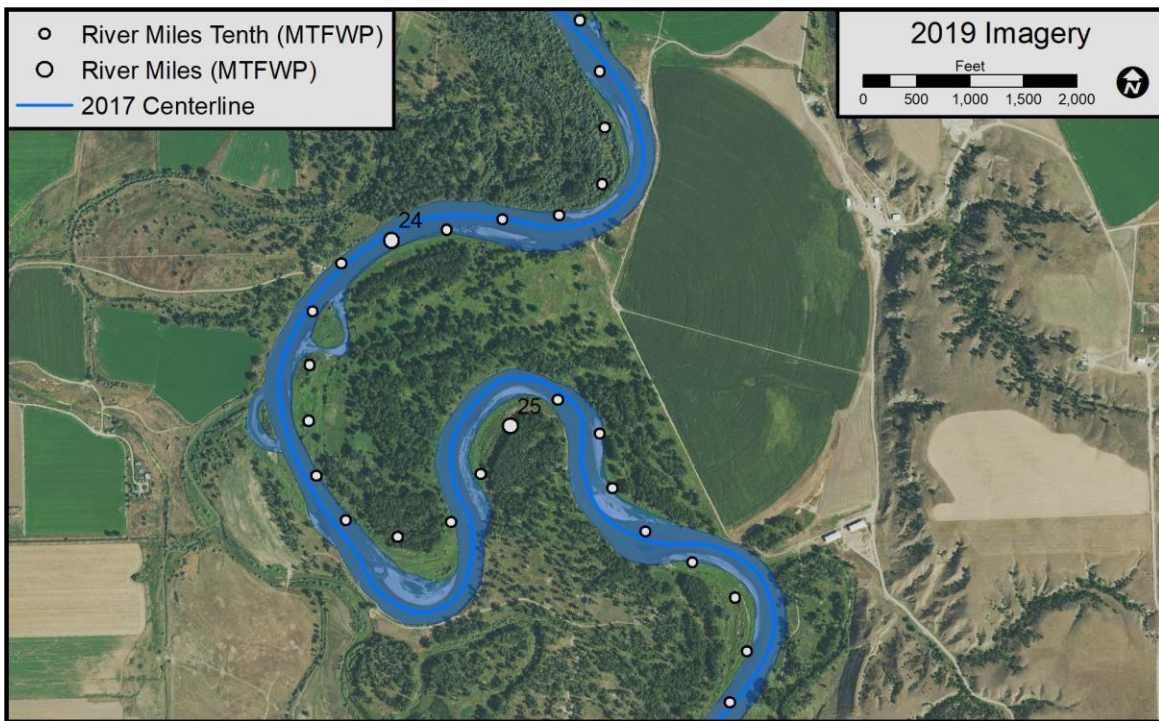 River Miles Tenth (MTFWP)
River Miles (MTFWP)
2017 Centerline
2019 Imagery
Feet
0 500 1,000 1,500 2,000
N
24
25